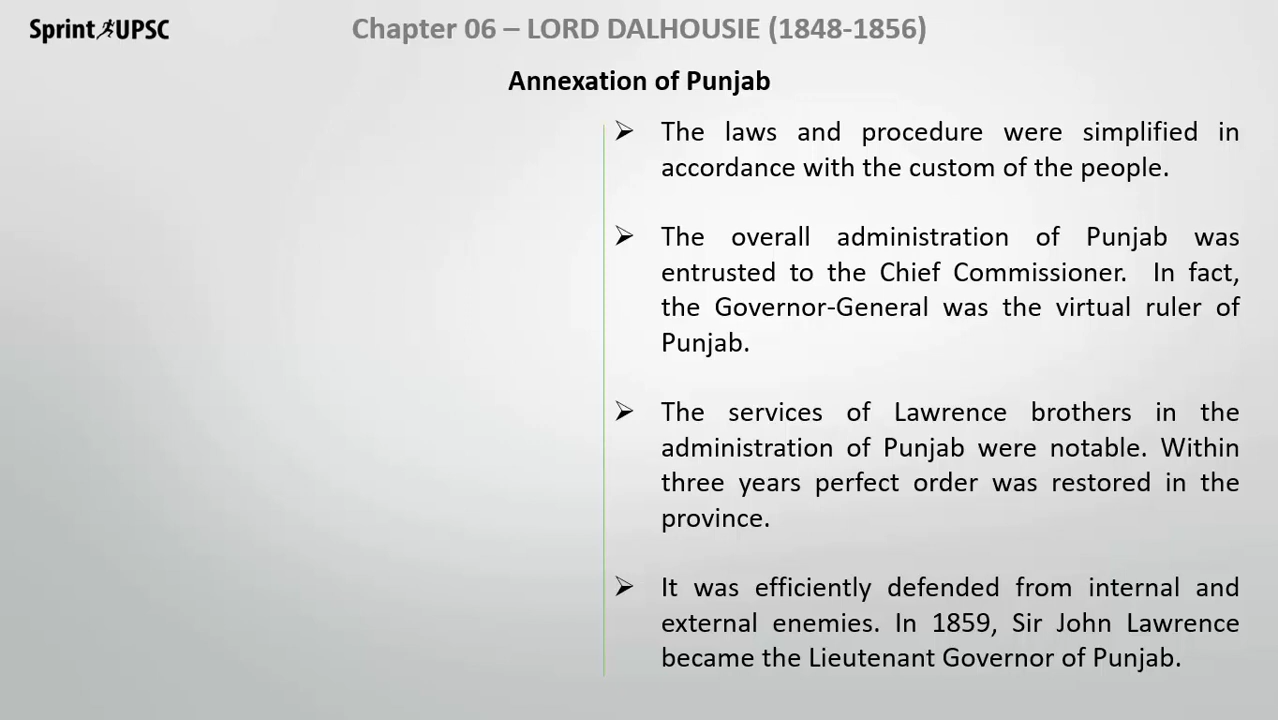 Sprint UPSC
Chapter 06 – LORD DALHOUSIE (1848-1856)
Annexation of Punjab
➢ The laws and procedure were simplified in
accordance with the custom of the people.
➢ The overall administration of Punjab was
entrusted to the Chief Commissioner. In fact,
the Governor-General was the virtual ruler of
Punjab.
➢ The services of Lawrence brothers in the
administration of Punjab were notable. Within
three years perfect order was restored in the
province.
➢ It was efficiently defended from internal and
external enemies. In 1859, Sir John Lawrence
became the Lieutenant Governor of Punjab.